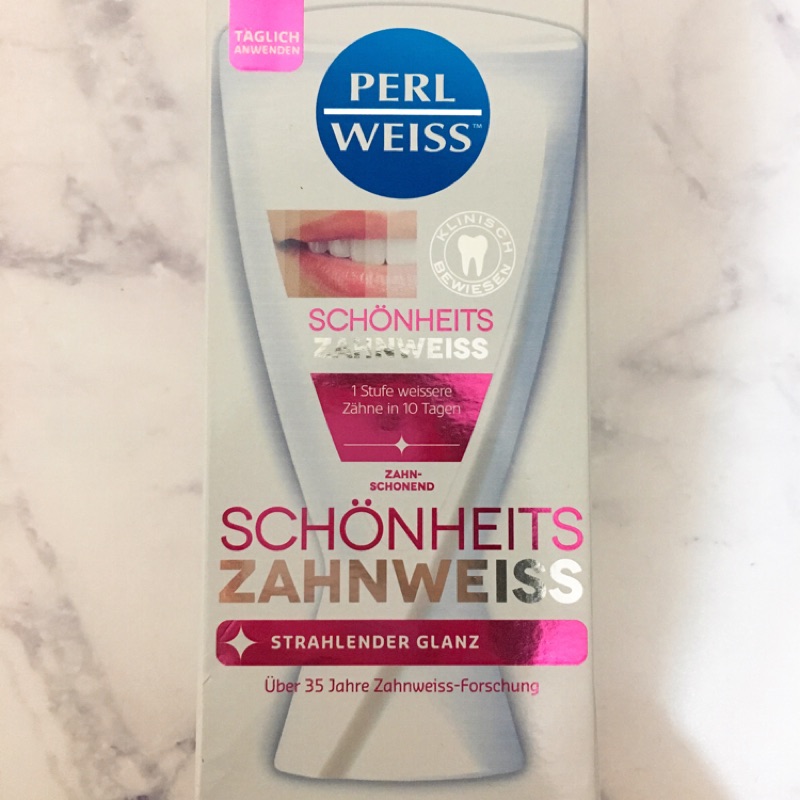 TÄGLICH
ANWENDEN
PERL
WEISS™
KLINISCH
BEWIESEN
SCHÖNHEITS
ZAHNWEISS
1 Stufe weissere
Zähne in 10 Tagen
ZAHN-
SCHONEND
SCHÖNHEITS
ZAHNWEISS
STRAHLENDER GLANZ
Über 35 Jahre Zahnweiss-Forschung